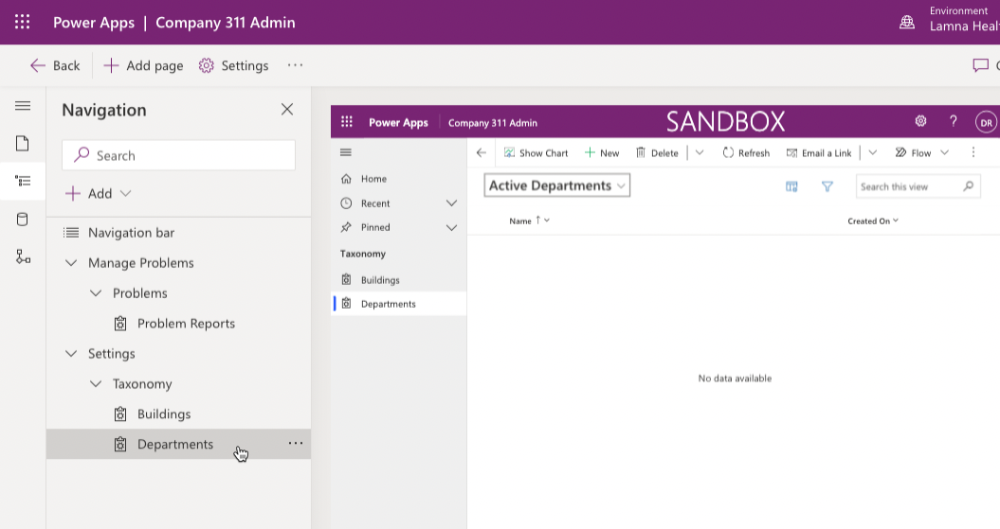 Power Apps | Company 311 Admin
Environment
Lamna Heal
Back Add page Settings ...
Navigation
Search
Add
Navigation bar
Manage Problems
Problems
Problem Reports
Settings
Taxonomy
Buildings
Departments ...
Power Apps Company 311 Admin SANDBOX ? DR
Show Chart New Delete Refresh Email a Link Flow
Home
Recent
Pinned
Taxonomy
Buildings
Departments
Active Departments
Search this view
Name Created On
No data available